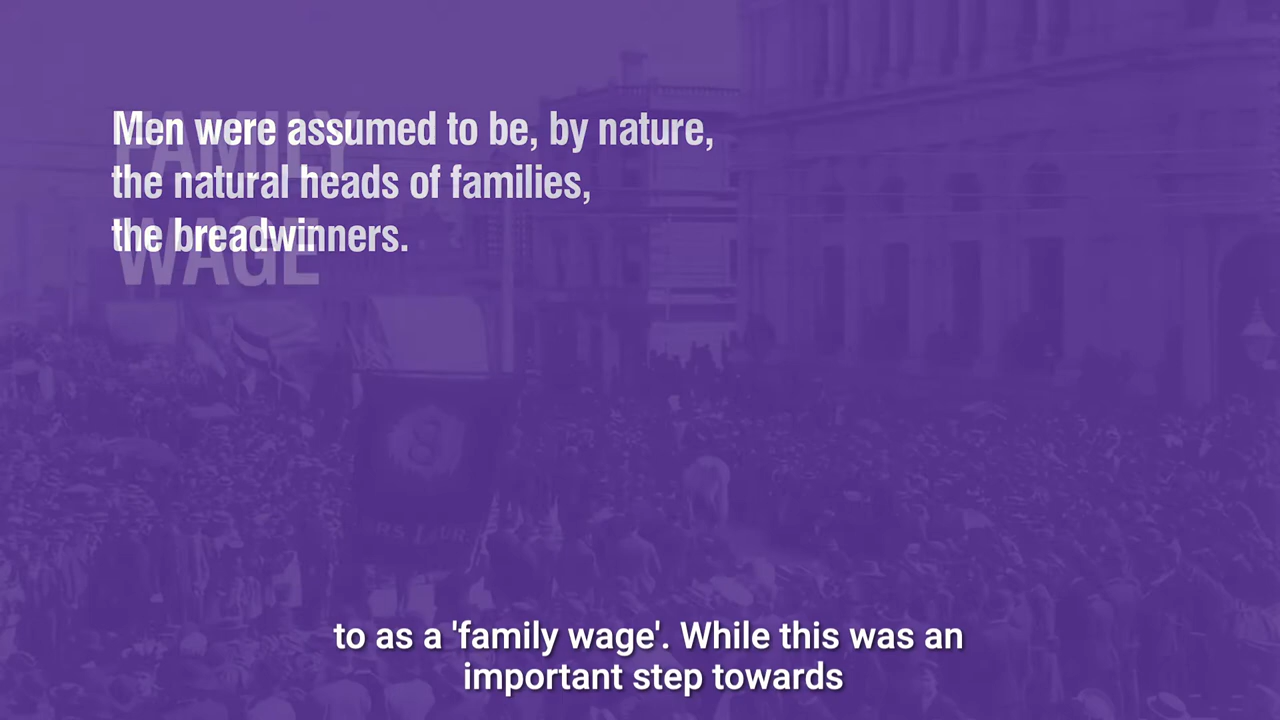 FAMILY
WAGE
Men were assumed to be, by nature,
the natural heads of families,
the breadwinners.
8
to as a 'family wage'. While this was an
important step towards